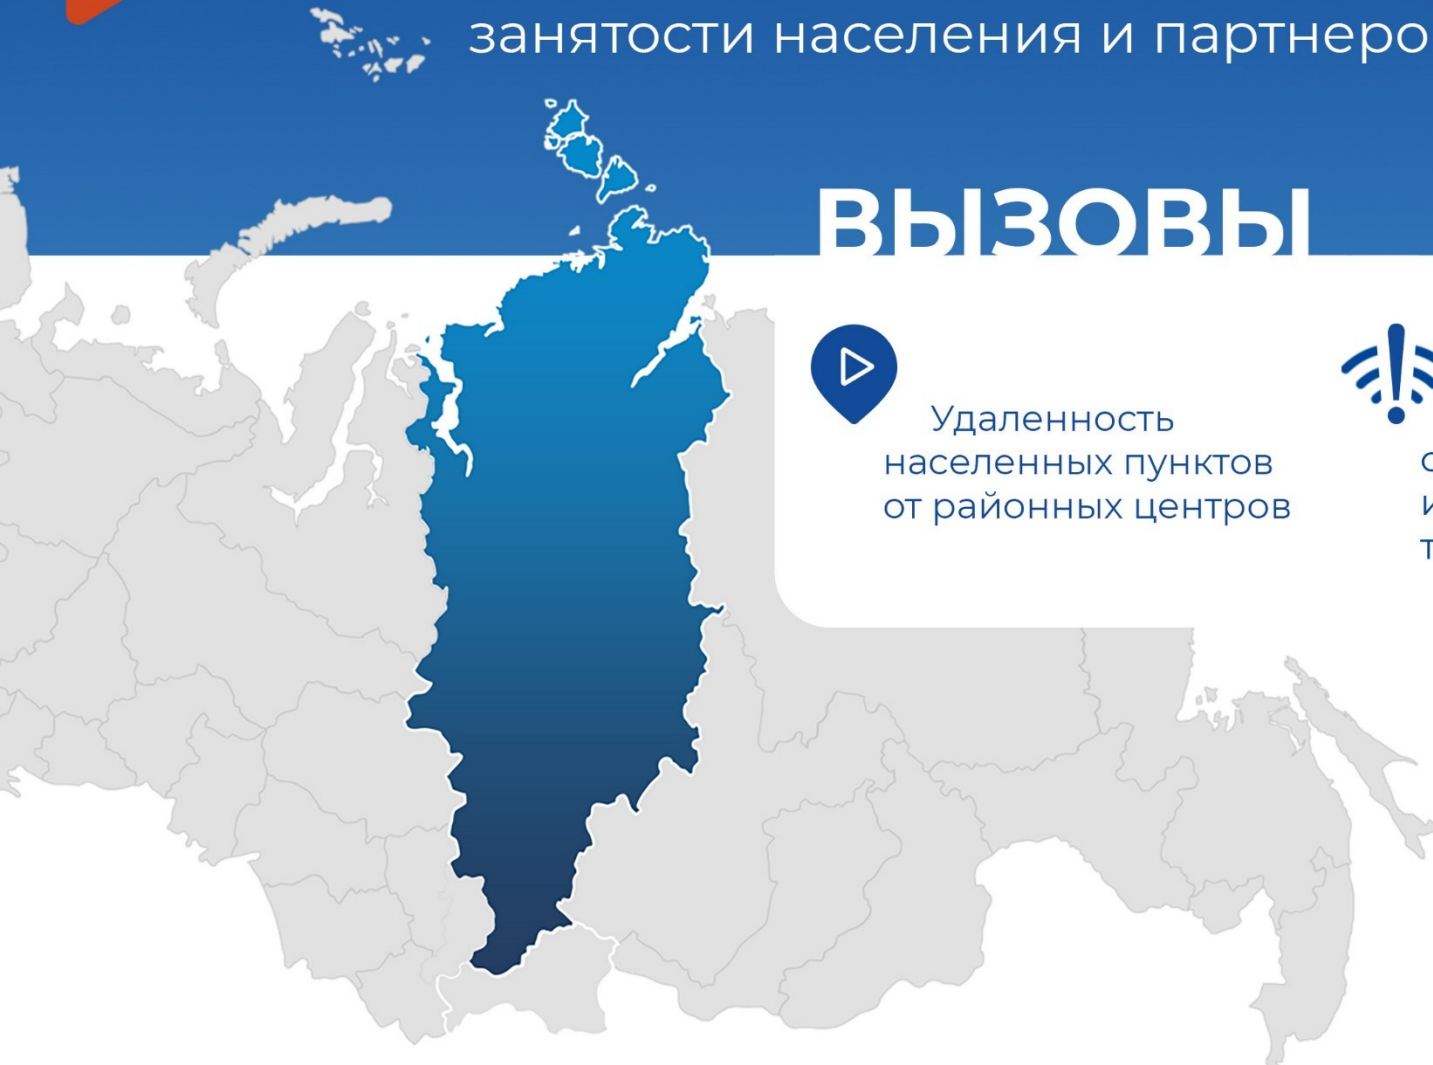 занятости населения и партнеро
ВЫЗОВЫ
Удаленность
населенных пунктов
от районных центров